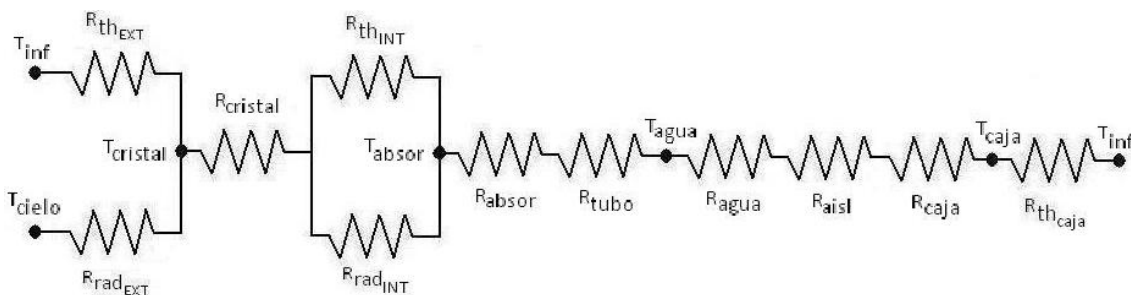 T_inf
R_th_EXT
T_cristal
T_cielo
R_rad_EXT
R_cristal
R_th_INT
T_absor
R_rad_INT
R_absor
R_tubo
T_agua
R_agua
R_aisl
R_caja
T_caja
R_th_caja
T_inf